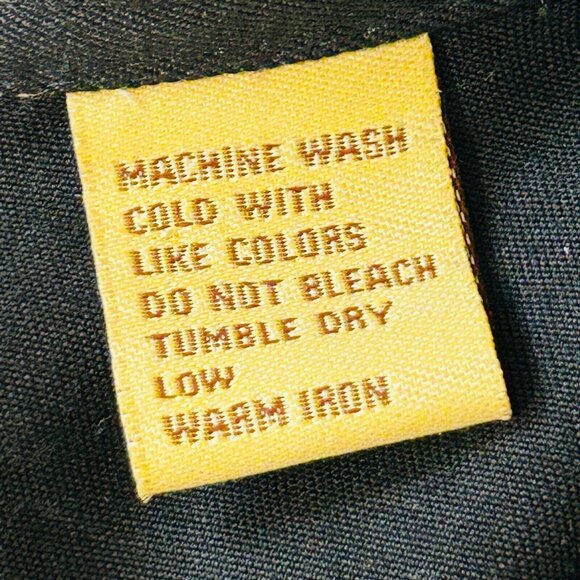 MACHINE WASH
COLD WITH
LIKE COLORS
DO NOT BLEACH
TUMBLE DRY
LOW
WARM IRON